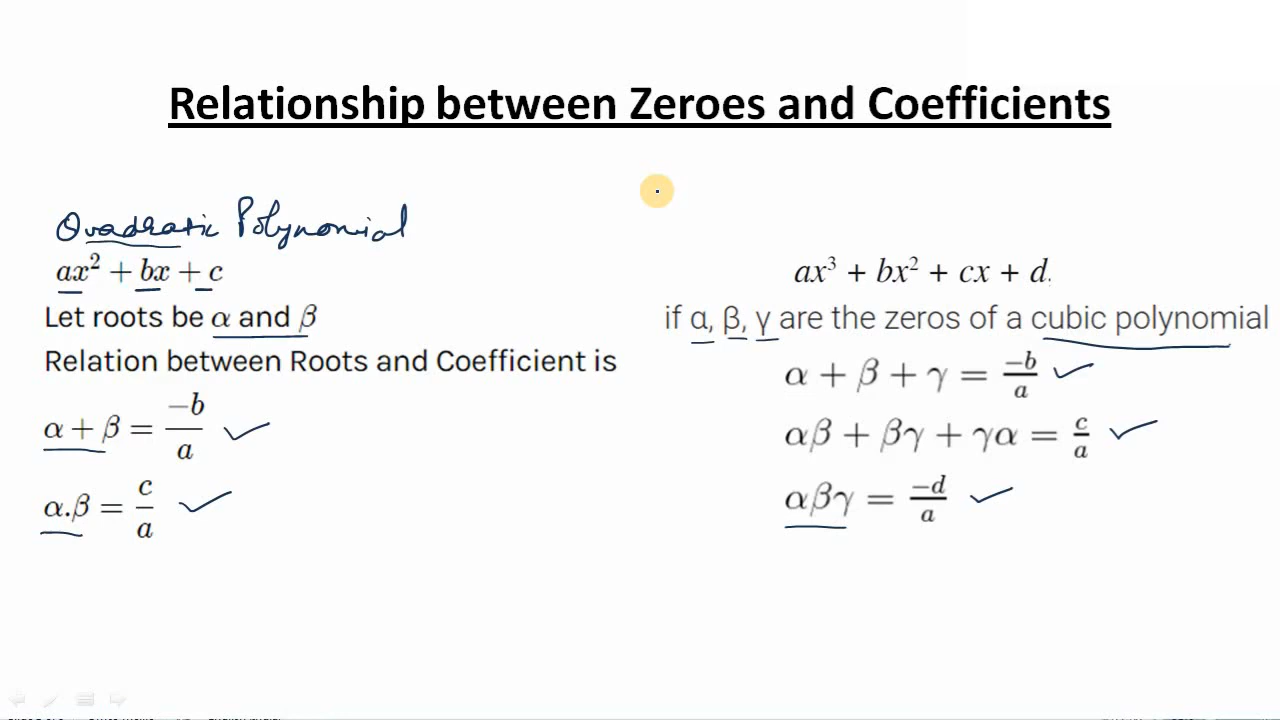 Relationship between Zeroes and Coefficients
Quadratic Polynomial
ax² + bx + c
Let roots be α and β
Relation between Roots and Coefficient is
α + β = −b/a
α.β = c/a
ax³ + bx² + cx + d.
if α, β, γ are the zeros of a cubic polynomial
α + β + γ = −b/a
αβ + βγ + γα = c/a
αβγ = −d/a